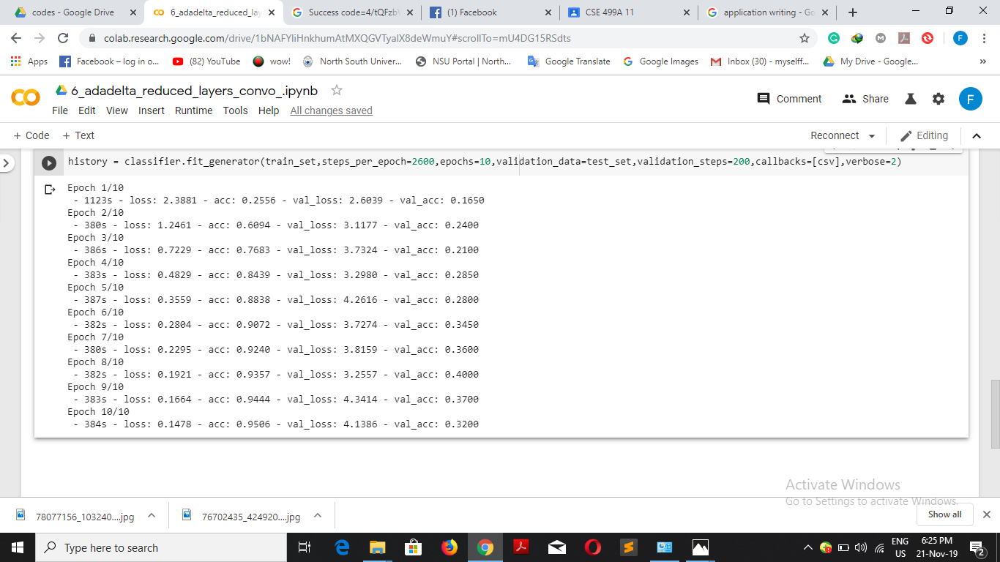 codes - Google Drive
6_adadelta_reduced_lay
Success code=4/tQFzb
(1) Facebook
CSE 499A 11
application writing - Go
colab.research.google.com/drive/1bNAFYliHnkhumAtMXQGVTyalX8deWmuY#scrollTo=mU4DG15RSdts
Apps
Facebook – log in o...
(82) YouTube
wow!
North South Univer...
NSU Portal | North...
Google Translate
Google Images
Inbox (30) - myselff...
My Drive - Google...
6_adadelta_reduced_layers_convo_.ipynb
Comment
Share
F
File Edit View Insert Runtime Tools Help All changes saved
+ Code + Text
Reconnect
Editing
history = classifier.fit_generator(train_set,steps_per_epoch=2600,epochs=10,validation_data=test_set,validation_steps=200,callbacks=[csv],verbose=2)
Epoch 1/10
- 1123s - loss: 2.3881 - acc: 0.2556 - val_loss: 2.6039 - val_acc: 0.1650
Epoch 2/10
- 380s - loss: 1.2461 - acc: 0.6094 - val_loss: 3.1177 - val_acc: 0.2400
Epoch 3/10
- 386s - loss: 0.7229 - acc: 0.7683 - val_loss: 3.7324 - val_acc: 0.2100
Epoch 4/10
- 383s - loss: 0.4829 - acc: 0.8439 - val_loss: 3.2980 - val_acc: 0.2850
Epoch 5/10
- 387s - loss: 0.3559 - acc: 0.8838 - val_loss: 4.2616 - val_acc: 0.2800
Epoch 6/10
- 382s - loss: 0.2804 - acc: 0.9072 - val_loss: 3.7274 - val_acc: 0.3450
Epoch 7/10
- 380s - loss: 0.2295 - acc: 0.9240 - val_loss: 3.8159 - val_acc: 0.3600
Epoch 8/10
- 382s - loss: 0.1921 - acc: 0.9357 - val_loss: 3.2557 - val_acc: 0.4000
Epoch 9/10
- 383s - loss: 0.1664 - acc: 0.9444 - val_loss: 4.3414 - val_acc: 0.3700
Epoch 10/10
- 384s - loss: 0.1478 - acc: 0.9506 - val_loss: 4.1386 - val_acc: 0.3200
Activate Windows
Go to Settings to activate Windows.
78077156_103240....jpg
76702435_424920....jpg
Show all
Type here to search
ENG
US
6:25 PM
21-Nov-19
2